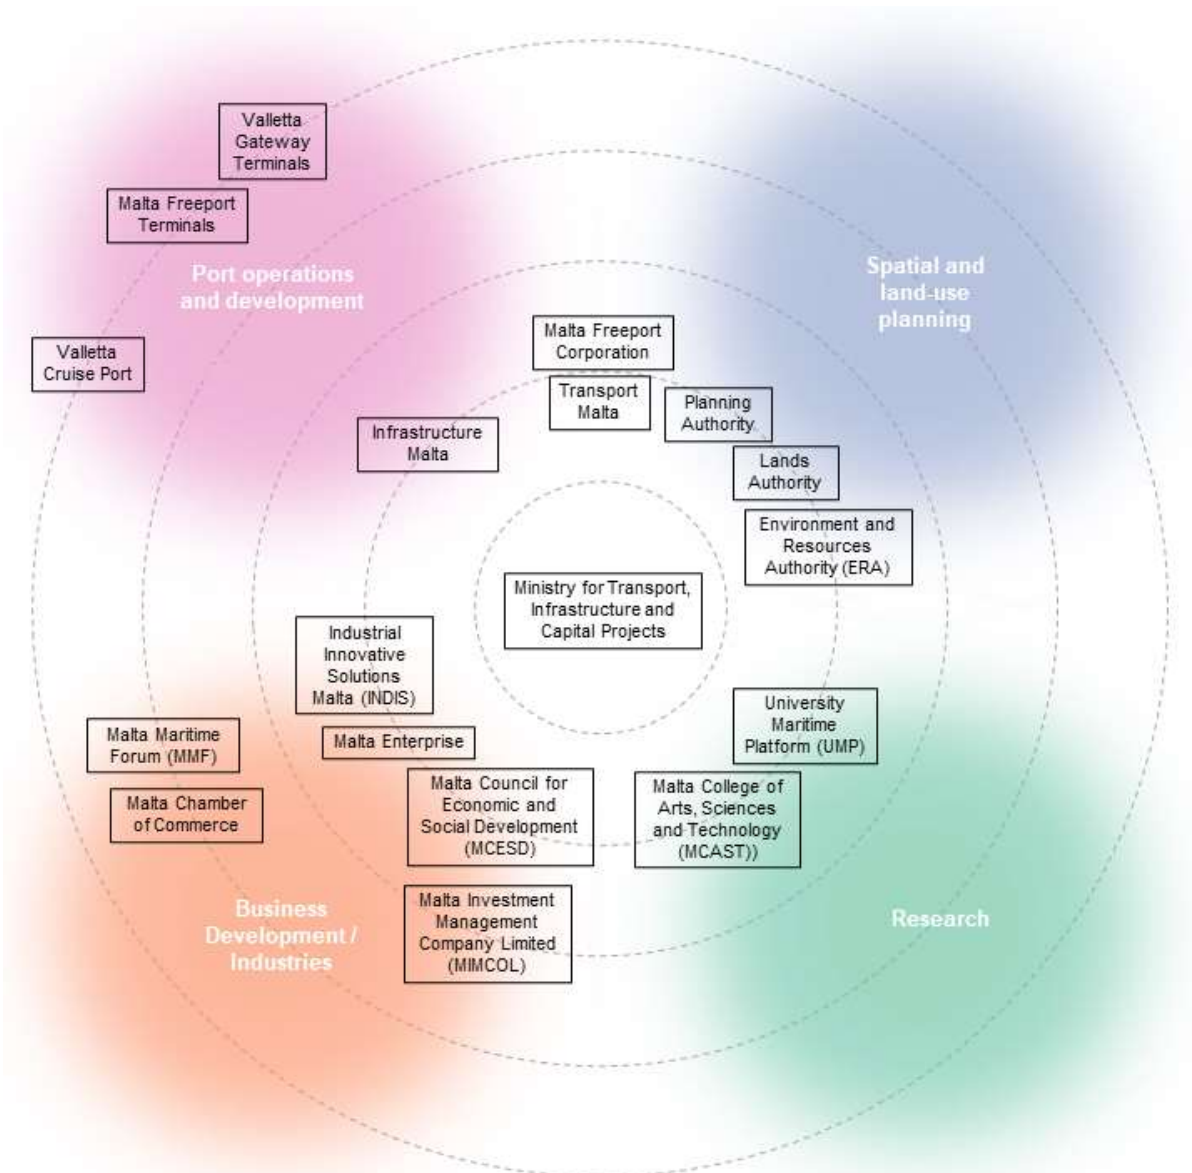 Valletta
Gateway
Terminals
Malta Freeport
Terminals
Port operations
and development
Spatial and
land-use
planning
Valletta
Cruise Port
Malta Freeport
Corporation
Transport
Malta
Planning
Authority
Infrastructure
Malta
Lands
Authority
Environment and
Resources
Authority (ERA)
Ministry for Transport,
Infrastructure and
Capital Projects
Industrial
Innovative
Solutions
Malta (INDIS)
University
Maritime
Platform (UMP)
Malta Maritime
Forum (MMF)
Malta Enterprise
Malta Council for
Economic and
Social Development
(MCESD)
Malta College of
Arts, Sciences
and Technology
(MCAST))
Malta Chamber
of Commerce
Malta Investment
Management
Company Limited
(MIMCOL)
Business
Development /
Industries
Research